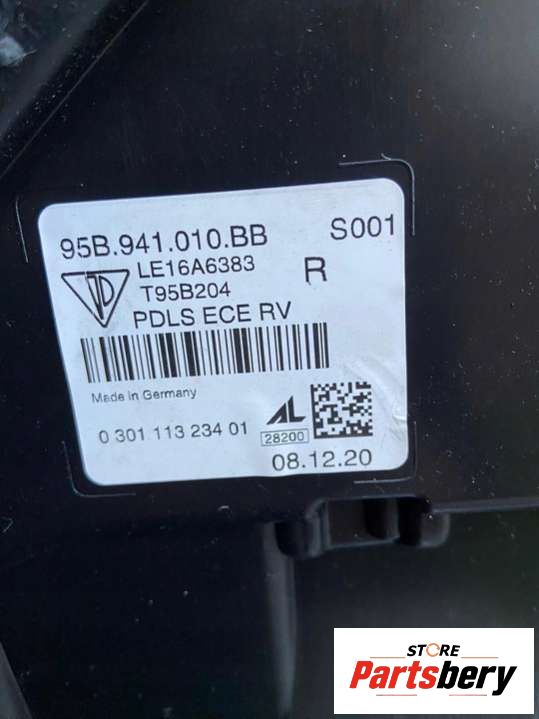 95B.941.010.BB S001
LE16A6383 R
T95B204
PDLS ECE RV
Made in Germany
AL
0 301 113 234 01 28200
08.12.20
STORE
Partsbery